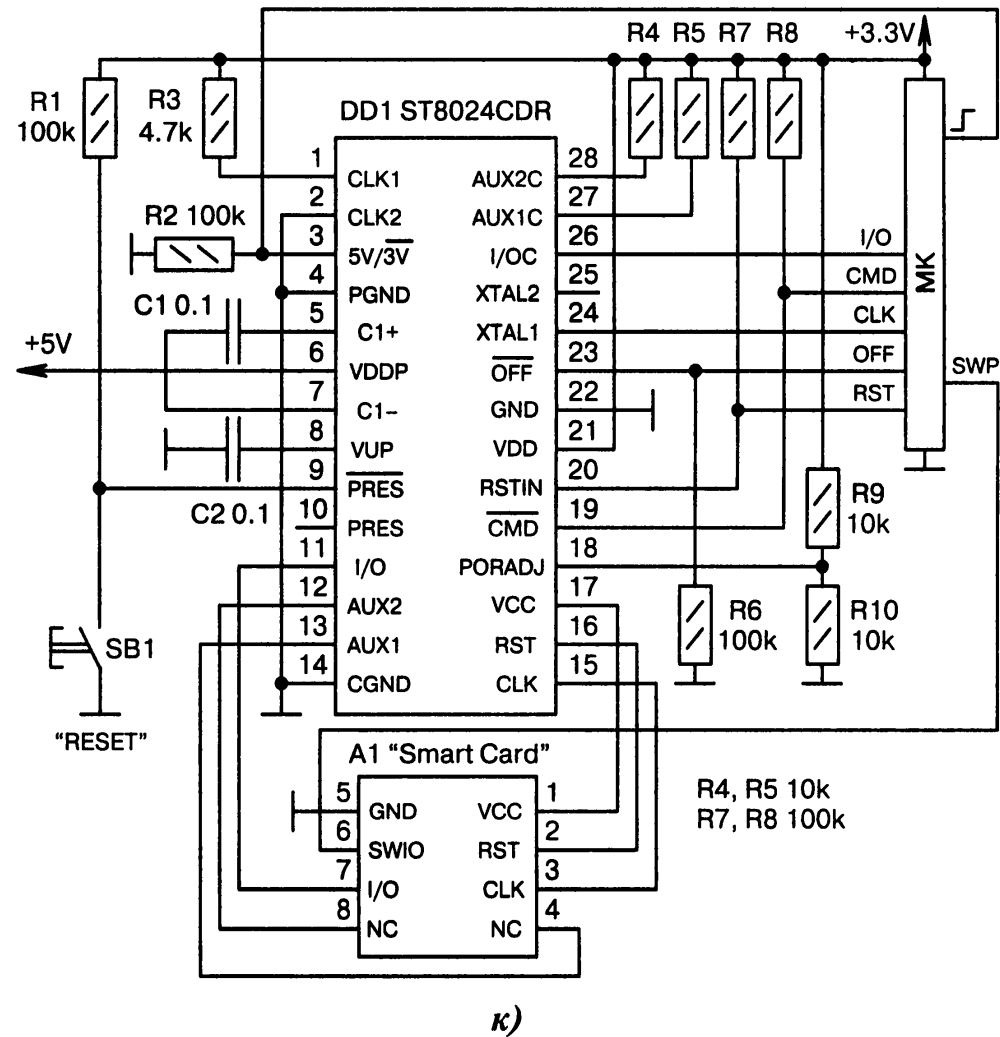 R4 R5 R7 R8 +3.3V
R1
100k
R3
4.7k
DD1 ST8024CDR
1 CLK1 AUX2C 28
2 CLK2 AUX1C 27
R2 100k
3 5V/3V I/OC 26 I/O
4 PGND XTAL2 25 CMD
C1 0.1
5 C1+ XTAL1 24 CLK
+5V
6 VDDP OFF 23 OFF
7 C1− GND 22 RST
8 VUP VDD 21
9 PRES RSTIN 20
C2 0.1
10 PRES CMD 19
11 I/O PORADJ 18
12 AUX2 VCC 17
13 AUX1 RST 16
14 CGND CLK 15
MK
SWP
R9
10k
R6
100k
R10
10k
SB1
“RESET”
A1 “Smart Card”
5 GND VCC 1
6 SWIO RST 2
7 I/O CLK 3
8 NC NC 4
R4, R5 10k
R7, R8 100k
к)